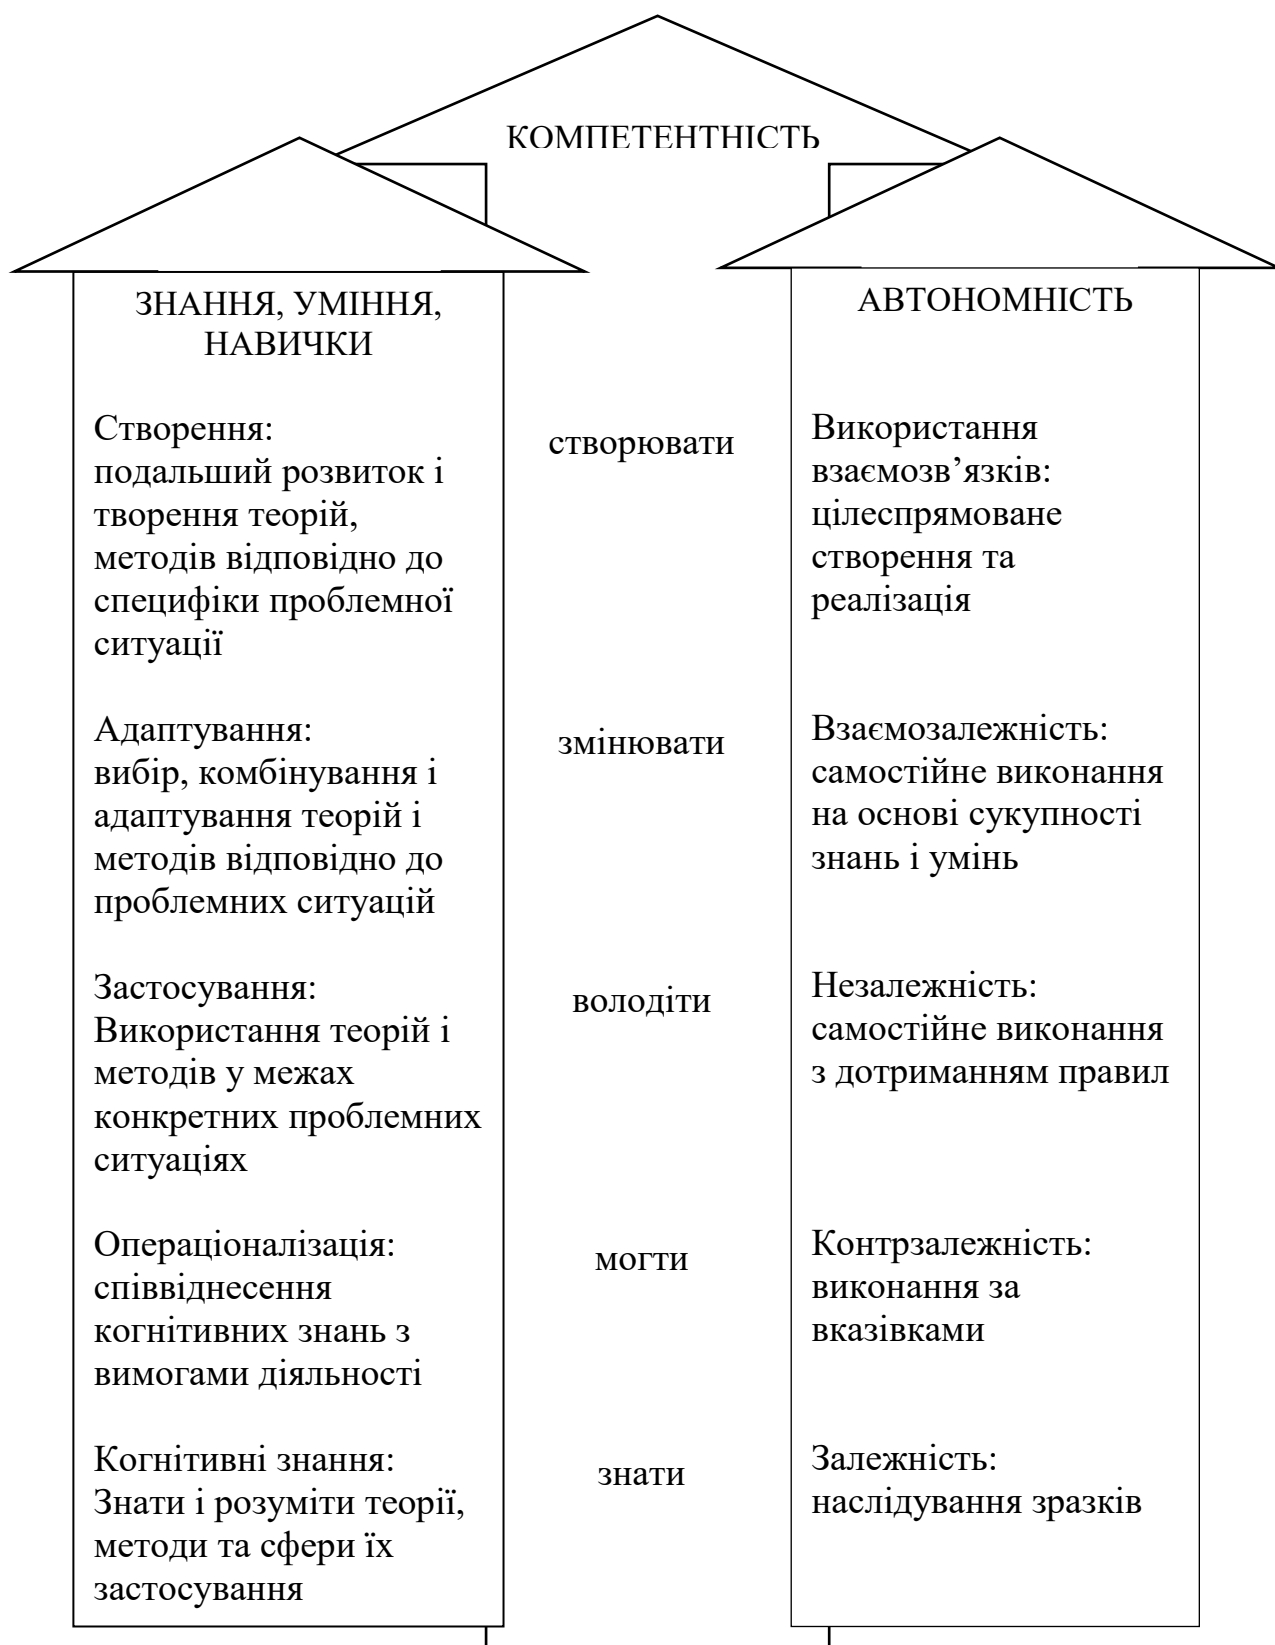 КОМПЕТЕНТНІСТЬ
ЗНАННЯ, УМІННЯ,
НАВИЧКИ
Створення:
подальший розвиток і
творення теорій,
методів відповідно до
специфіки проблемної
ситуації
Адаптування:
вибір, комбінування і
адаптування теорій і
методів відповідно до
проблемних ситуацій
Застосування:
Використання теорій і
методів у межах
конкретних проблемних
ситуаціях
Операціоналізація:
співвіднесення
когнітивних знань з
вимогами діяльності
Когнітивні знання:
Знати і розуміти теорії,
методи та сфери їх
застосування
створювати
змінювати
володіти
могти
знати
АВТОНОМНІСТЬ
Використання
взаємозв’язків:
цілеспрямоване
створення та
реалізація
Взаємозалежність:
самостійне виконання
на основі сукупності
знань і умінь
Незалежність:
самостійне виконання
з дотриманням правил
Контрзалежність:
виконання за
вказівками
Залежність:
наслідування зразків